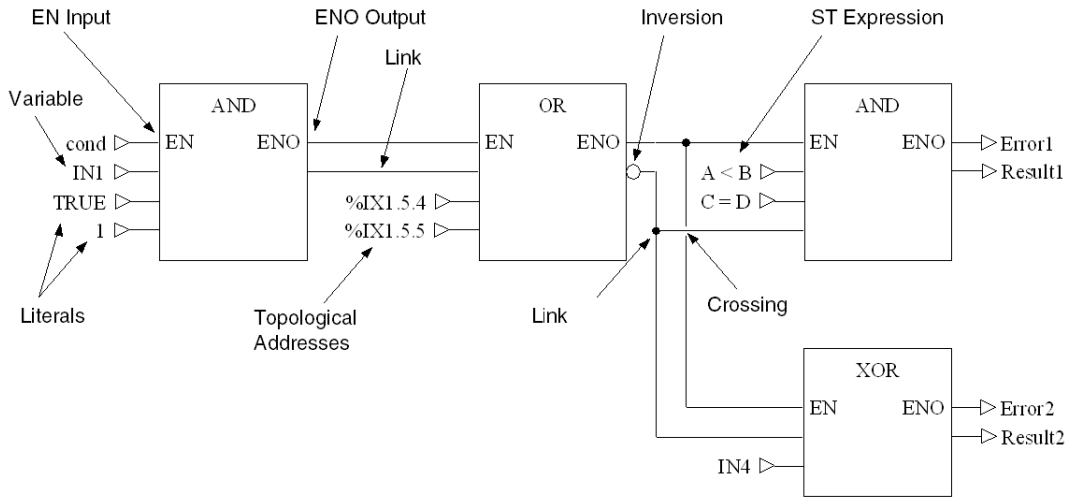 EN Input
ENO Output
Inversion
ST Expression
Link
Variable
AND
OR
AND
cond
EN
ENO
ENO
EN
ENO
Error1
IN1
A < B
Result1
TRUE
%IX1.5.4
C = D
1
%IX1.5.5
Literals
Topological
Addresses
Link
Crossing
XOR
EN
ENO
Error2
Result2
IN4